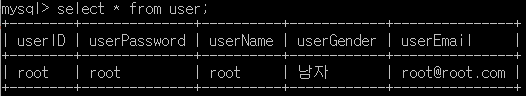 mysql> select * from user;
| userID | userPassword | userName | userGender | userEmail |
| root | root | root | 남자 | root@root.com |